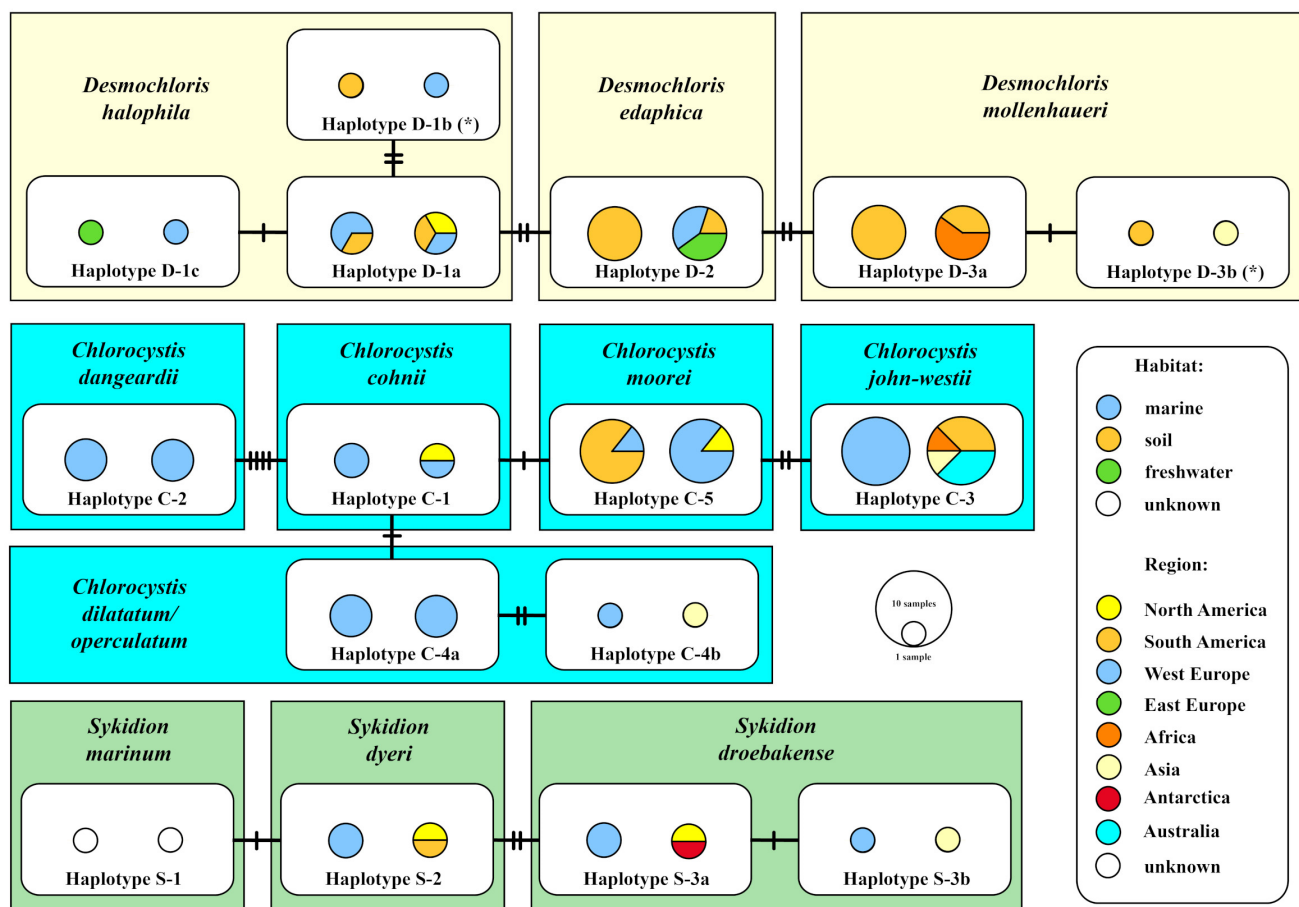 Desmochloris
halophila
Haplotype D-1b (*)
Haplotype D-1c
Haplotype D-1a
Desmochloris
edaphica
Haplotype D-2
Desmochloris
mollenhaueri
Haplotype D-3a
Haplotype D-3b (*)
Chlorocystis
dangeardii
Haplotype C-2
Chlorocystis
cohnii
Haplotype C-1
Chlorocystis
moorei
Haplotype C-5
Chlorocystis
john-westii
Haplotype C-3
Chlorocystis
dilatatum/
operculatum
Haplotype C-4a
Haplotype C-4b
10 samples
1 sample
Sykidion
marinum
Haplotype S-1
Sykidion
dyeri
Haplotype S-2
Sykidion
droebakense
Haplotype S-3a
Haplotype S-3b
Habitat:
marine
soil
freshwater
unknown
Region:
North America
South America
West Europe
East Europe
Africa
Asia
Antarctica
Australia
unknown